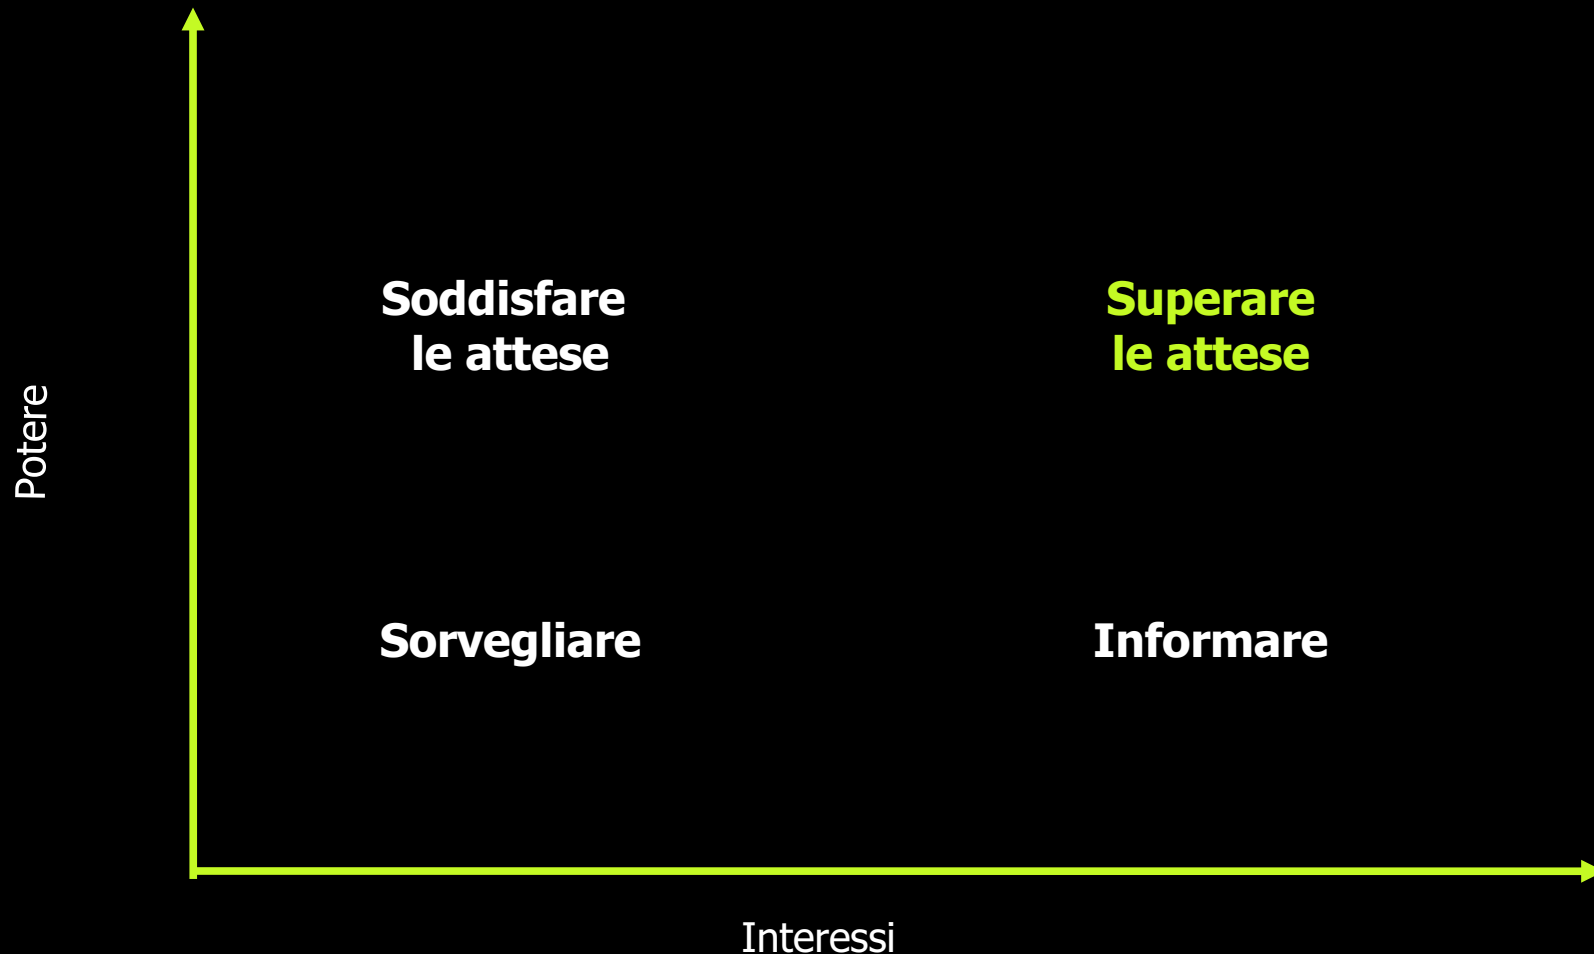 Soddisfare
le attese
Superare
le attese
Potere
Sorvegliare
Informare
Interessi